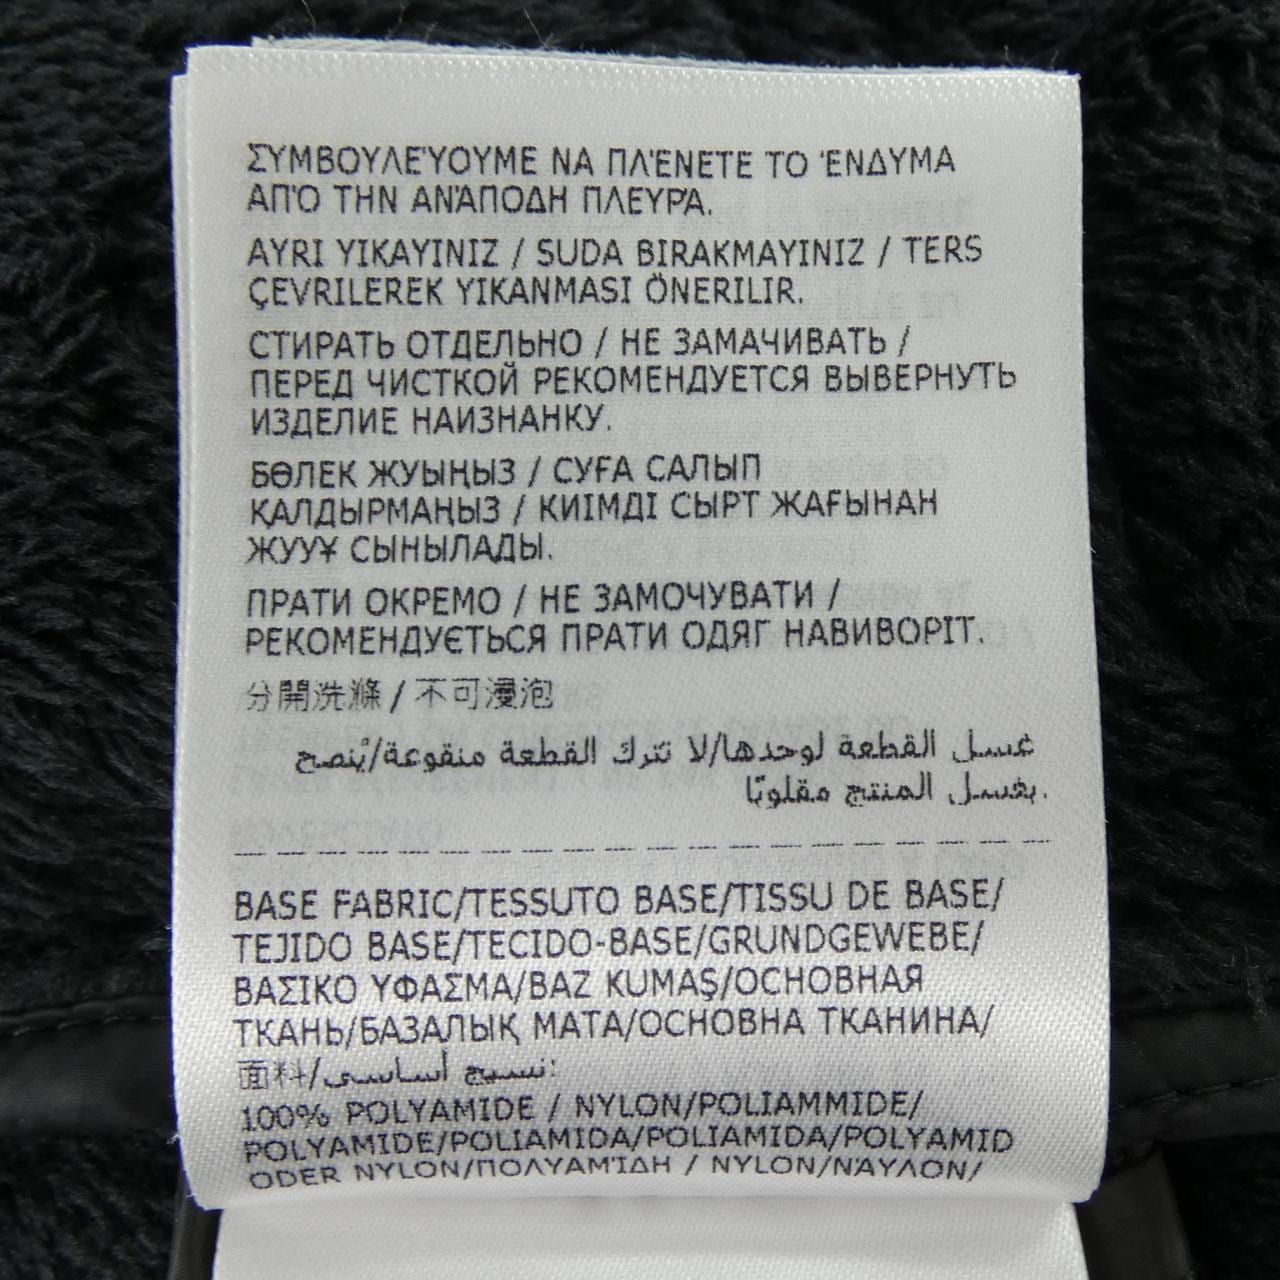 ΣΥΜΒΟΥΛΕΎΟΥΜΕ ΝΑ ΠΛΈΝΕΤΕ ΤΟ ΈΝΔΥΜΑ
ΑΠΌ ΤΗΝ ΑΝΆΠΟΔΗ ΠΛΕΥΡΆ.
AYRI YIKAYINIZ / SUDA BIRAKMAYINIZ / TERS
ÇEVRILEREK YIKANMASI ÖNERILIR.
СТИРАТЬ ОТДЕЛЬНО / НЕ ЗАМАЧИВАТЬ /
ПЕРЕД ЧИСТКОЙ РЕКОМЕНДУЕТСЯ ВЫВЕРНУТЬ
ИЗДЕЛИЕ НАИЗНАНКУ.
БӨЛЕК ЖУЫҢЫЗ / СУҒА САЛЫП
ҚАЛДЫРМАҢЫЗ / КИІМДІ СЫРТ ЖАҒЫНАН
ЖУУҰ СЫНЫЛАДЫ.
ПРАТИ ОКРЕМО / НЕ ЗАМОЧУВАТИ /
РЕКОМЕНДУЄТЬСЯ ПРАТИ ОДЯГ НАВИВОРІТ.
分開洗滌 / 不可漫泡
غسل القطعة لوحدها/لا تترك القطعة منقوعة/يُنصح
بغسل المنتج مقلوبًا.
BASE FABRIC/TESSUTO BASE/TISSU DE BASE/
TEJIDO BASE/TECIDO-BASE/GRUNDGEWEBE/
ΒΑΣΙΚΟ ΥΦΑΣΜΑ/BAZ KUMAŞ/ОСНОВНАЯ
ТКАНЬ/БАЗАЛЫҚ МАТА/ОСНОВНА ТКАНИНА/
面料/نسيج أساسي:
100% POLYAMIDE / NYLON/POLIAMMIDE/
POLYAMIDE/POLIAMIDA/POLIAMIDA/POLYAMID
ODER NYLON/ΠΟΛΥΑΜΊΔΗ / NYLON/ΝΆΥΛΟΝ/